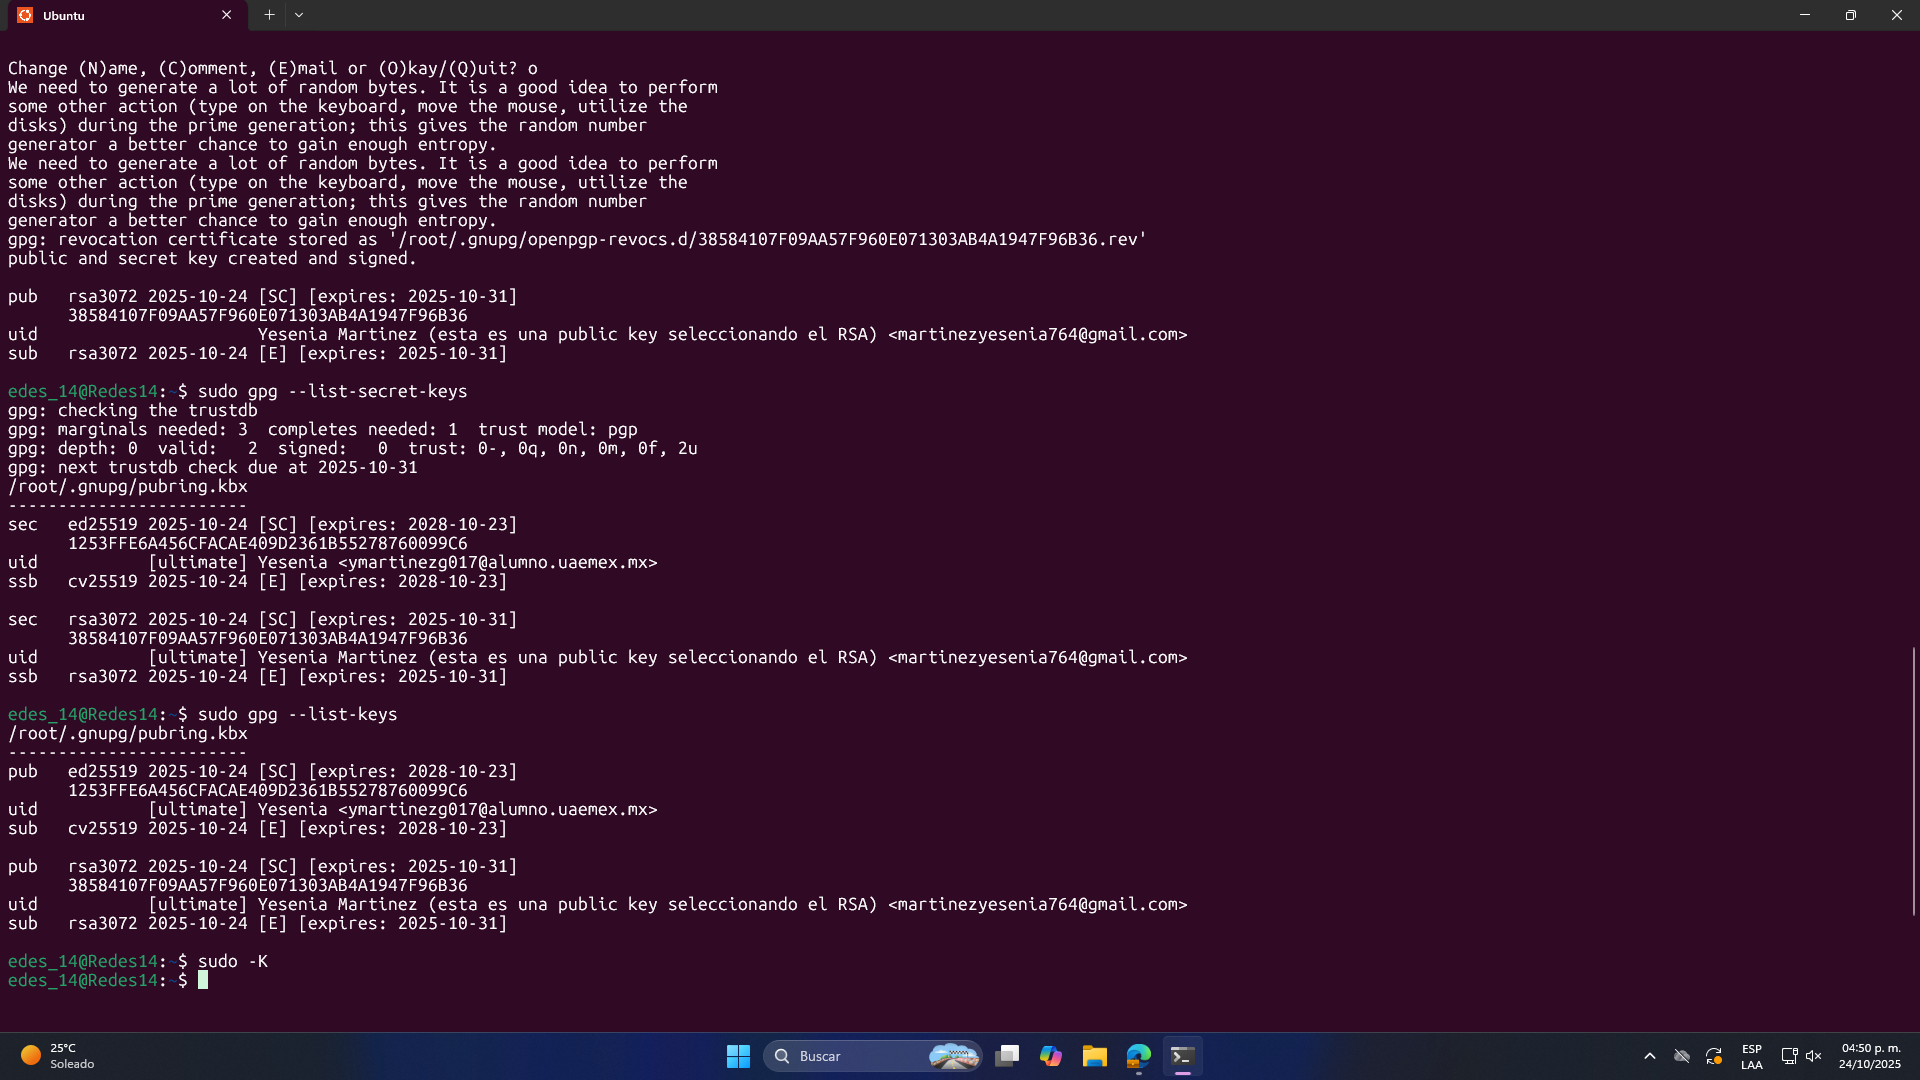 Ubuntu
Change (N)ame, (C)omment, (E)mail or (O)kay/(Q)uit? o
We need to generate a lot of random bytes. It is a good idea to perform
some other action (type on the keyboard, move the mouse, utilize the
disks) during the prime generation; this gives the random number
generator a better chance to gain enough entropy.
We need to generate a lot of random bytes. It is a good idea to perform
some other action (type on the keyboard, move the mouse, utilize the
disks) during the prime generation; this gives the random number
generator a better chance to gain enough entropy.
gpg: revocation certificate stored as '/root/.gnupg/openpgp-revocs.d/38584107F09AA57F960E071303AB4A1947F96B36.rev'
public and secret key created and signed.
pub   rsa3072 2025-10-24 [SC] [expires: 2025-10-31]
      38584107F09AA57F960E071303AB4A1947F96B36
uid                      Yesenia Martinez (esta es una public key seleccionando el RSA) <martinezyesenia764@gmail.com>
sub   rsa3072 2025-10-24 [E] [expires: 2025-10-31]
edes_14@Redes14:~$ sudo gpg --list-secret-keys
gpg: checking the trustdb
gpg: marginals needed: 3  completes needed: 1  trust model: pgp
gpg: depth: 0  valid:   2  signed:   0  trust: 0-, 0q, 0n, 0m, 0f, 2u
gpg: next trustdb check due at 2025-10-31
/root/.gnupg/pubring.kbx
------------------------
sec   ed25519 2025-10-24 [SC] [expires: 2028-10-23]
      1253FFE6A456CFACAE409D2361B55278760099C6
uid           [ultimate] Yesenia <ymartinezg017@alumno.uaemex.mx>
ssb   cv25519 2025-10-24 [E] [expires: 2028-10-23]
sec   rsa3072 2025-10-24 [SC] [expires: 2025-10-31]
      38584107F09AA57F960E071303AB4A1947F96B36
uid           [ultimate] Yesenia Martinez (esta es una public key seleccionando el RSA) <martinezyesenia764@gmail.com>
ssb   rsa3072 2025-10-24 [E] [expires: 2025-10-31]
edes_14@Redes14:~$ sudo gpg --list-keys
/root/.gnupg/pubring.kbx
------------------------
pub   ed25519 2025-10-24 [SC] [expires: 2028-10-23]
      1253FFE6A456CFACAE409D2361B55278760099C6
uid           [ultimate] Yesenia <ymartinezg017@alumno.uaemex.mx>
sub   cv25519 2025-10-24 [E] [expires: 2028-10-23]
pub   rsa3072 2025-10-24 [SC] [expires: 2025-10-31]
      38584107F09AA57F960E071303AB4A1947F96B36
uid           [ultimate] Yesenia Martinez (esta es una public key seleccionando el RSA) <martinezyesenia764@gmail.com>
sub   rsa3072 2025-10-24 [E] [expires: 2025-10-31]
edes_14@Redes14:~$ sudo -K
edes_14@Redes14:~$
25°C
Soleado
Buscar
ESP
LAA
04:50 p. m.
24/10/2025